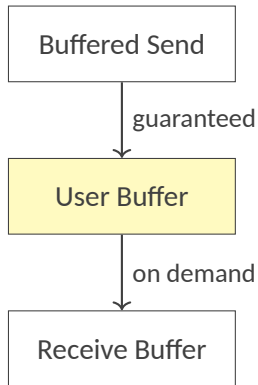 Buffered Send
guaranteed
User Buffer
on demand
Receive Buffer